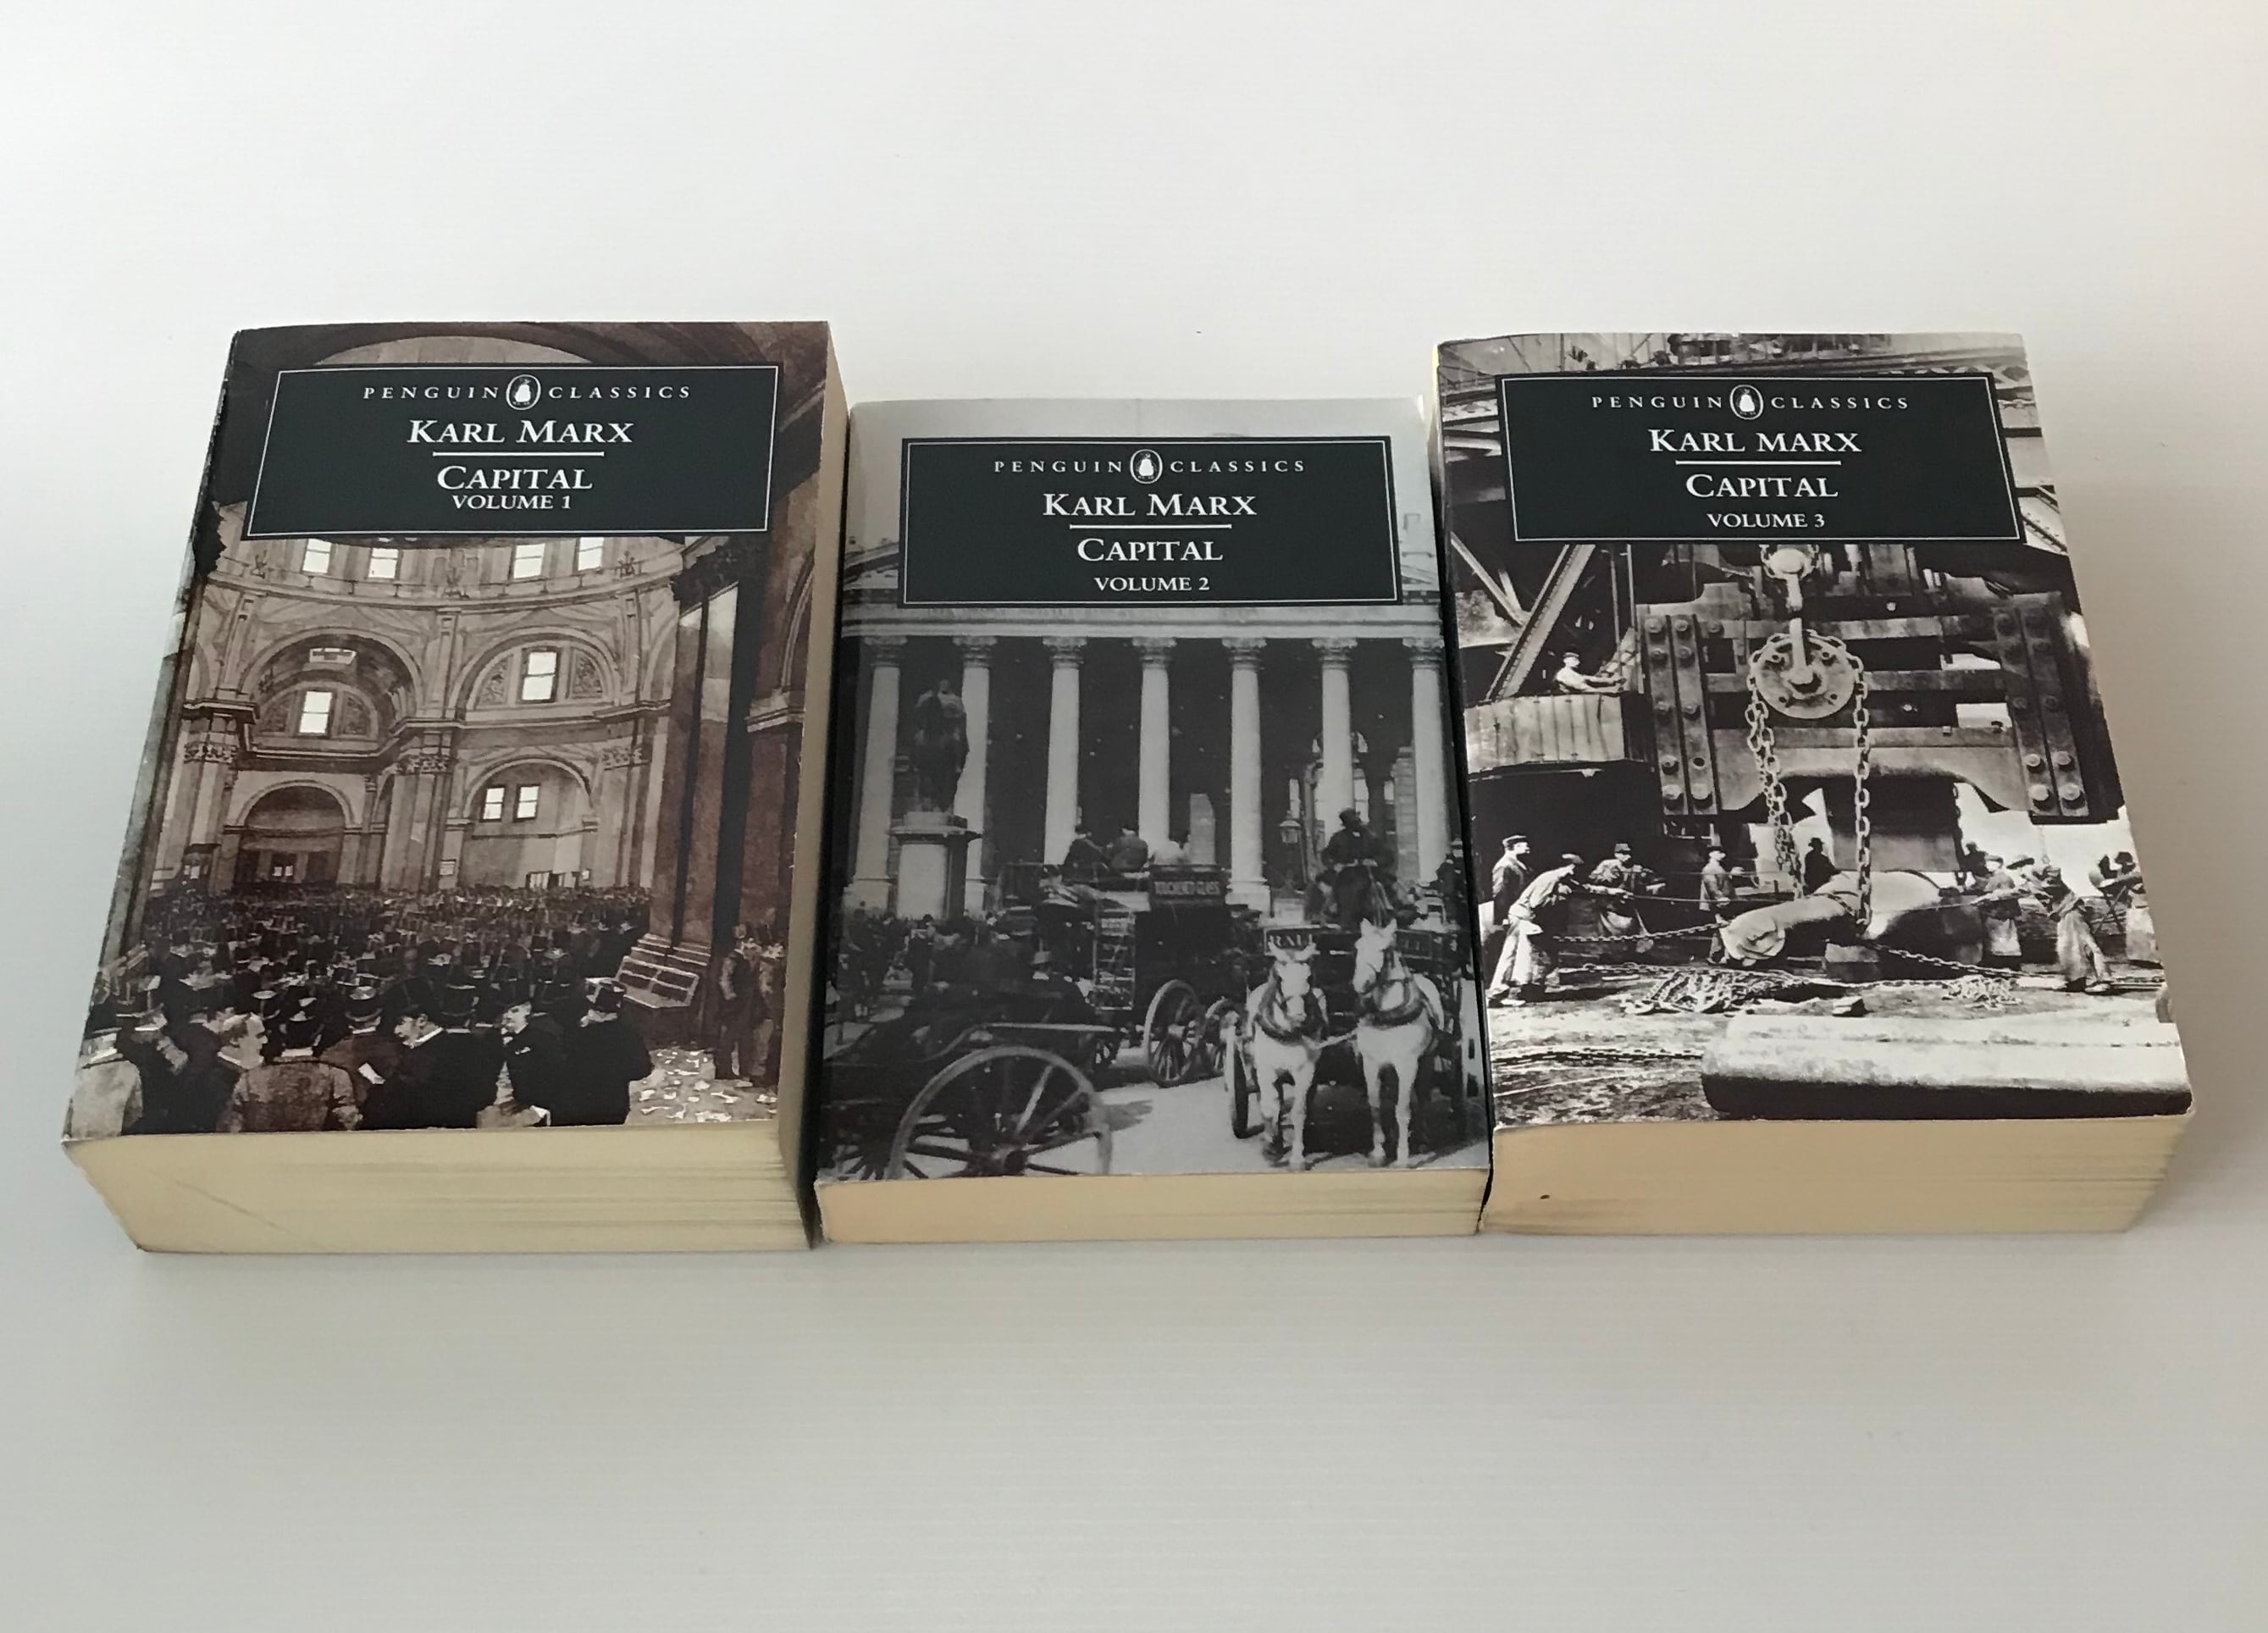 PENGUIN CLASSICS
KARL MARX
CAPITAL
VOLUME 1
PENGUIN CLASSICS
KARL MARX
CAPITAL
VOLUME 2
PENGUIN CLASSICS
KARL MARX
CAPITAL
VOLUME 3